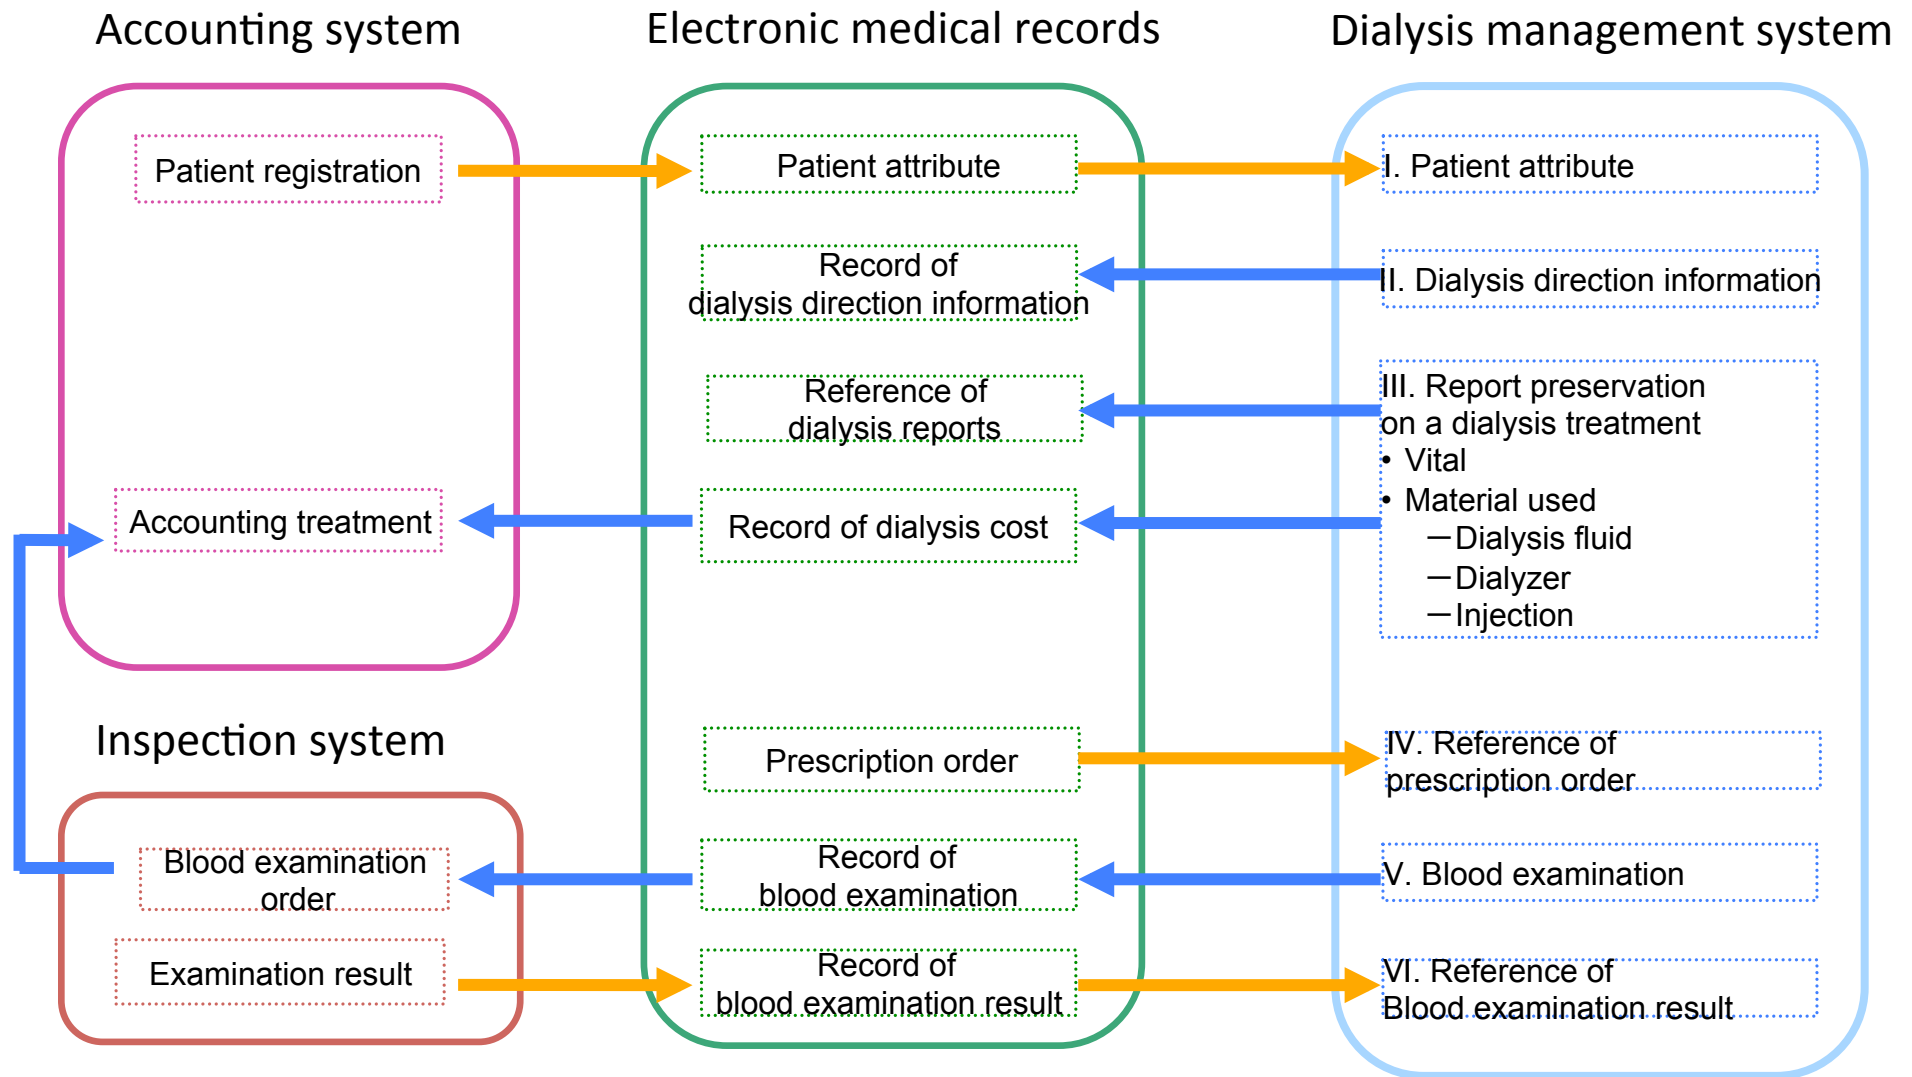 Accounting system
Electronic medical records
Dialysis management system
Patient registration
Patient attribute
I. Patient attribute
Record of
dialysis direction information
II. Dialysis direction information
Reference of
dialysis reports
III. Report preservation
on a dialysis treatment
• Vital
• Material used
—Dialysis fluid
—Dialyzer
—Injection
Accounting treatment
Record of dialysis cost
Inspection system
Prescription order
IV. Reference of
prescription order
Blood examination
order
Record of
blood examination
V. Blood examination
Examination result
Record of
blood examination result
VI. Reference of
Blood examination result